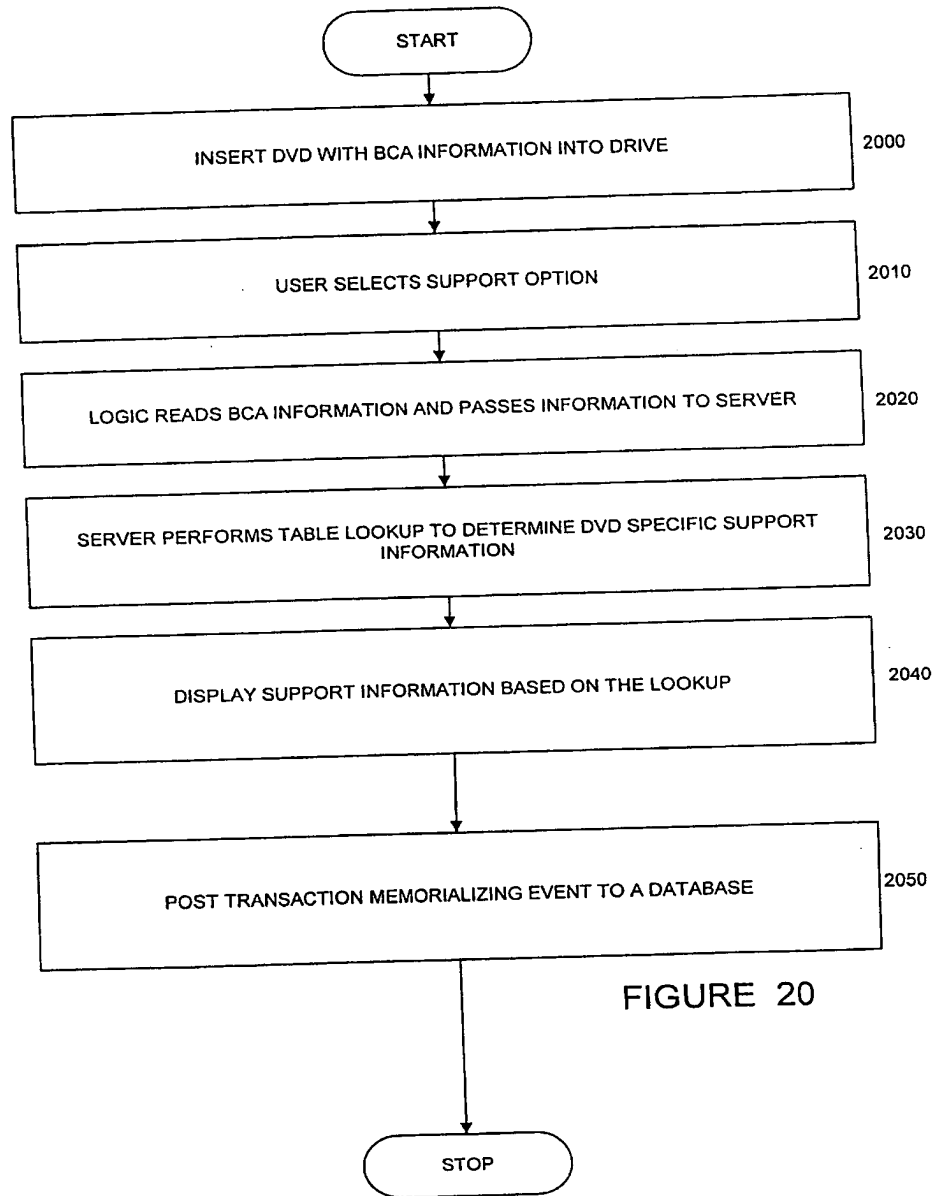 START
INSERT DVD WITH BCA INFORMATION INTO DRIVE
2000
USER SELECTS SUPPORT OPTION
2010
LOGIC READS BCA INFORMATION AND PASSES INFORMATION TO SERVER
2020
SERVER PERFORMS TABLE LOOKUP TO DETERMINE DVD SPECIFIC SUPPORT
INFORMATION
2030
DISPLAY SUPPORT INFORMATION BASED ON THE LOOKUP
2040
POST TRANSACTION MEMORIALIZING EVENT TO A DATABASE
2050
FIGURE 20
STOP